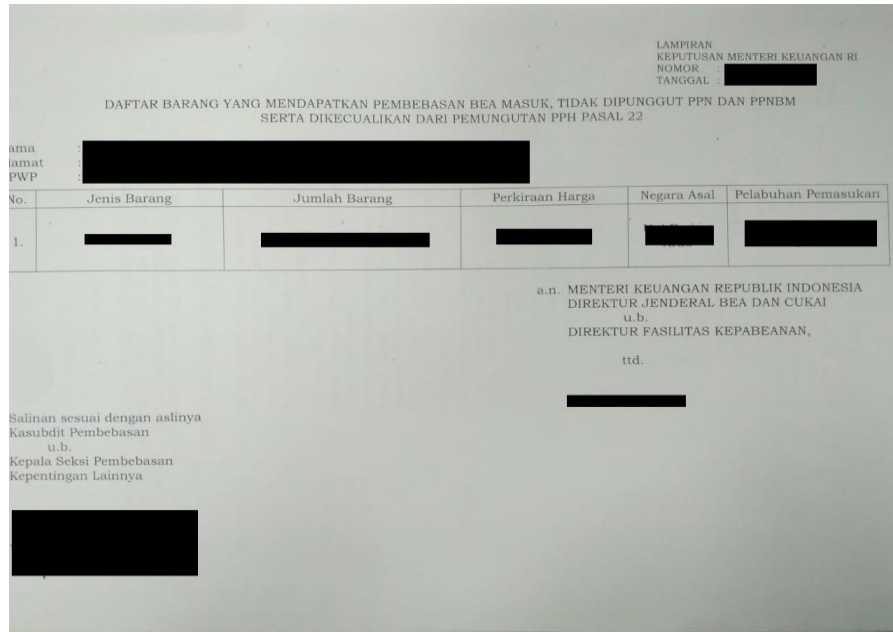 LAMPIRAN
KEPUTUSAN MENTERI KEUANGAN RI
NOMOR :
TANGGAL :
DAFTAR BARANG YANG MENDAPATKAN PEMBEBASAN BEA MASUK, TIDAK DIPUNGGUT PPN DAN PPNBM
SERTA DIKECUALIKAN DARI PEMUNGUTAN PPH PASAL 22
ama :
lamat :
PWP :
No. Jenis Barang Jumlah Barang Perkiraan Harga Negara Asal Pelabuhan Pemasukan
1.
a.n. MENTERI KEUANGAN REPUBLIK INDONESIA
DIREKTUR JENDERAL BEA DAN CUKAI
u.b.
DIREKTUR FASILITAS KEPABEANAN,
ttd.
Salinan sesuai dengan aslinya
Kasubdit Pembebasan
u.b.
Kepala Seksi Pembebasan
Kepentingan Lainnya